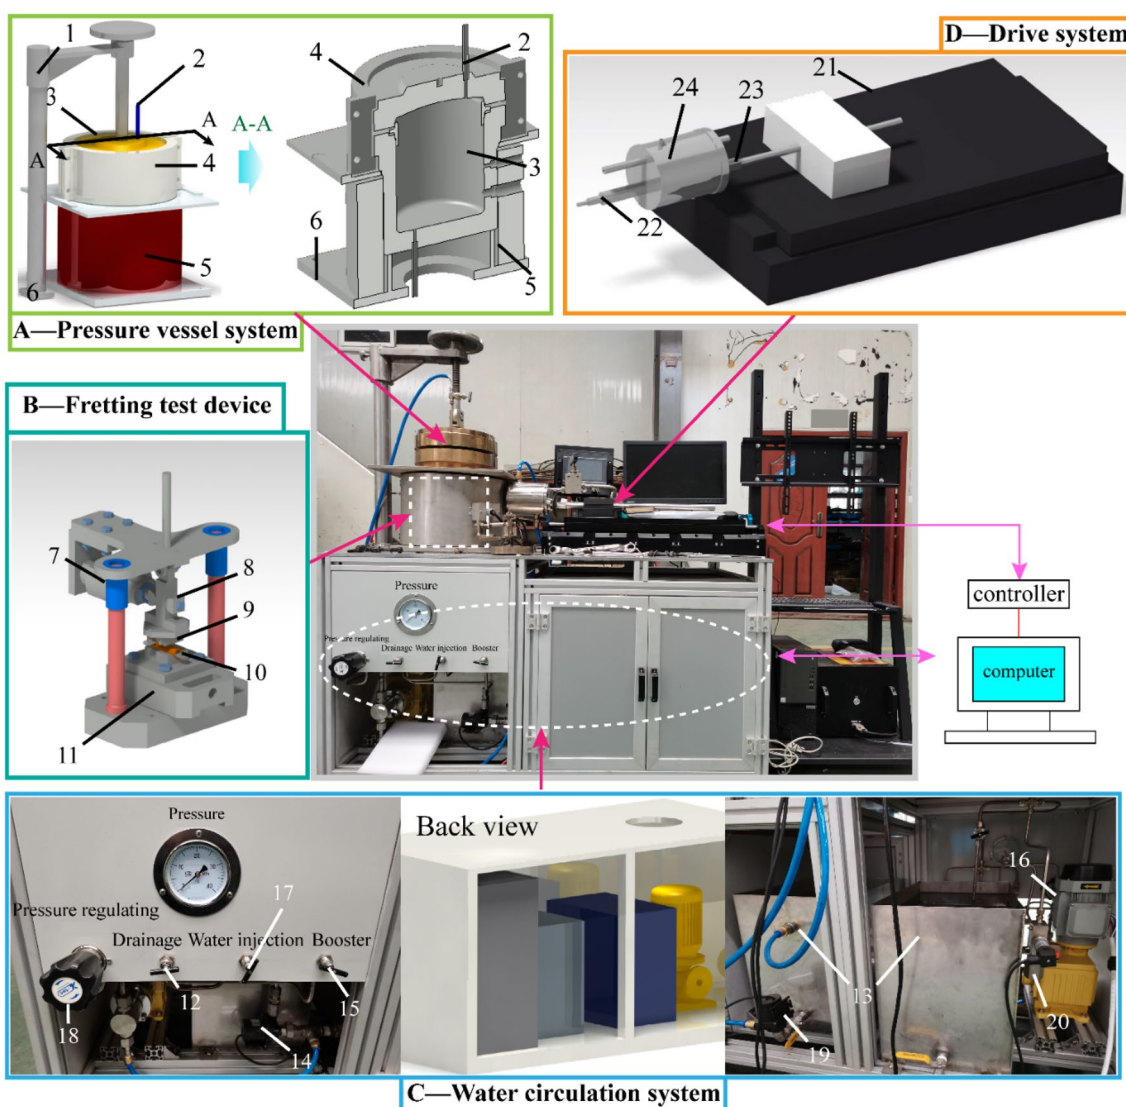 D—Drive system
1
2
3
A
A
4
5
6
A-A
4
2
3
6
5
21
24
23
22
A—Pressure vessel system
B—Fretting test device
7
8
9
10
11
Pressure
Pressure regulating
Drainage Water injection Booster
controller
computer
Pressure
17
Pressure regulating
Drainage Water injection Booster
12
15
18
14
Back view
16
13
20
19
C—Water circulation system